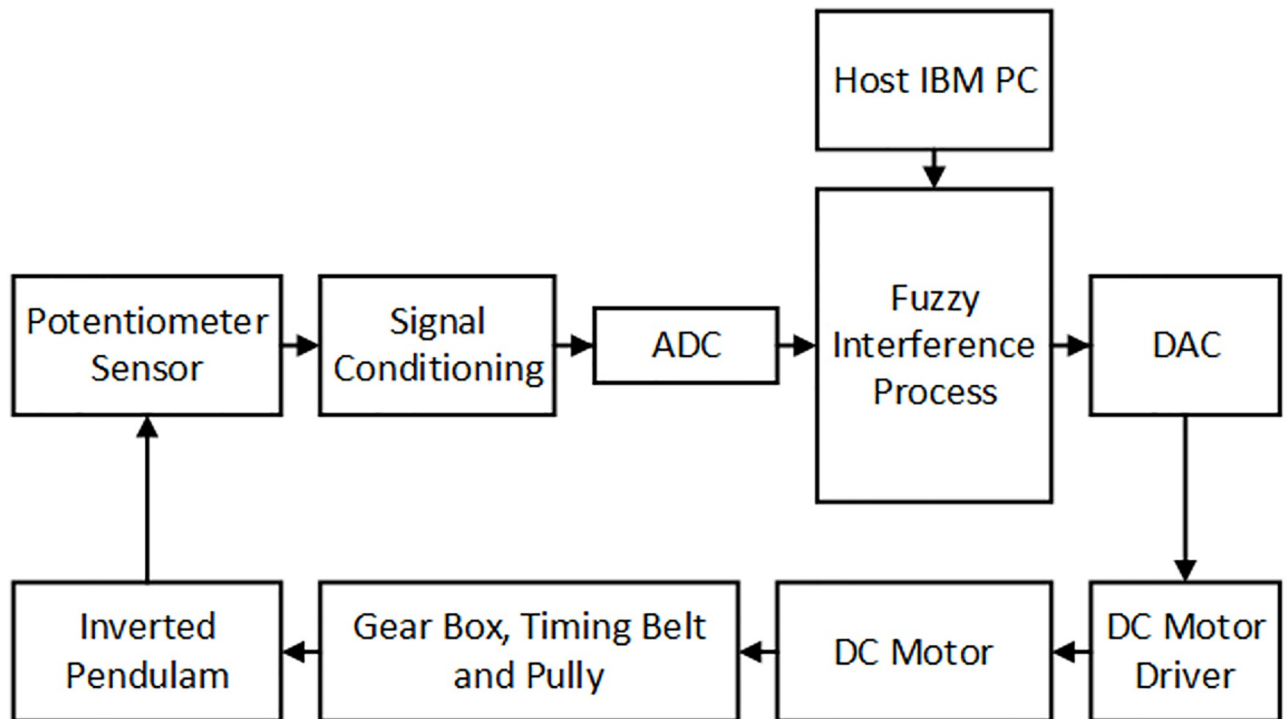 Host IBM PC
Potentiometer
Sensor
Signal
Conditioning
ADC
Fuzzy
Interference
Process
DAC
Inverted
Pendulam
Gear Box, Timing Belt
and Pully
DC Motor
DC Motor
Driver